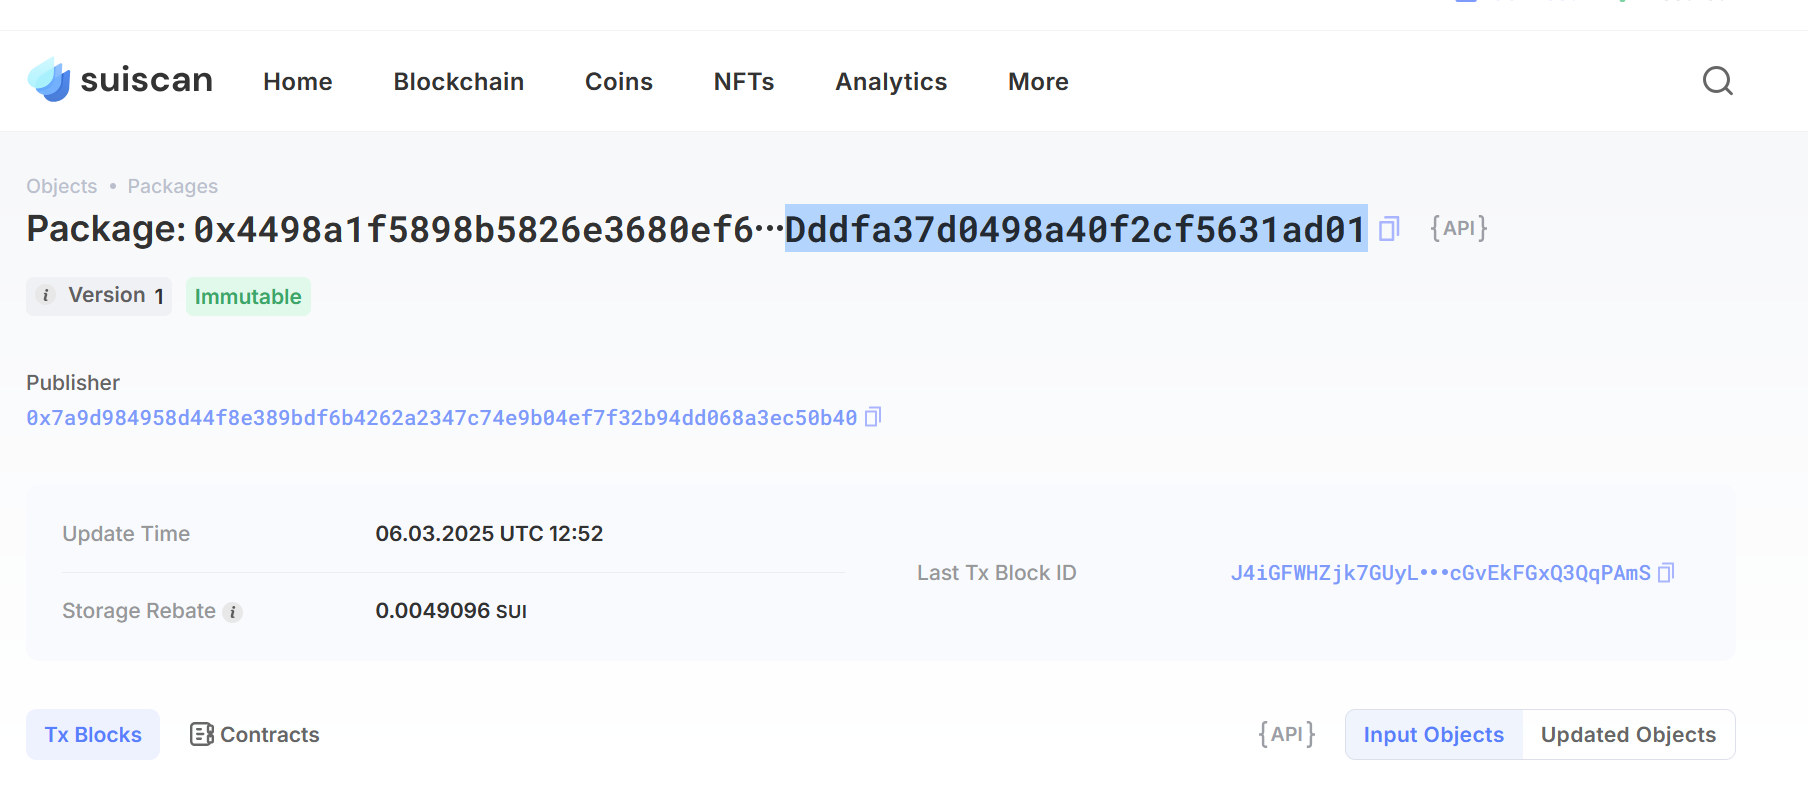 suiscan Home Blockchain Coins NFTs Analytics More
Objects • Packages
Package: 0x4498a1f5898b5826e3680ef6···Dddfa37d0498a40f2cf5631ad01 {API}
i Version 1 Immutable
Publisher
0x7a9d984958d44f8e389bdf6b4262a2347c74e9b04ef7f32b94dd068a3ec50b40
Update Time 06.03.2025 UTC 12:52
Last Tx Block ID J4iGFWHZjk7GUyL•••cGvEkFGxQ3QqPAmS
Storage Rebate i 0.0049096 SUI
Tx Blocks Contracts {API} Input Objects Updated Objects